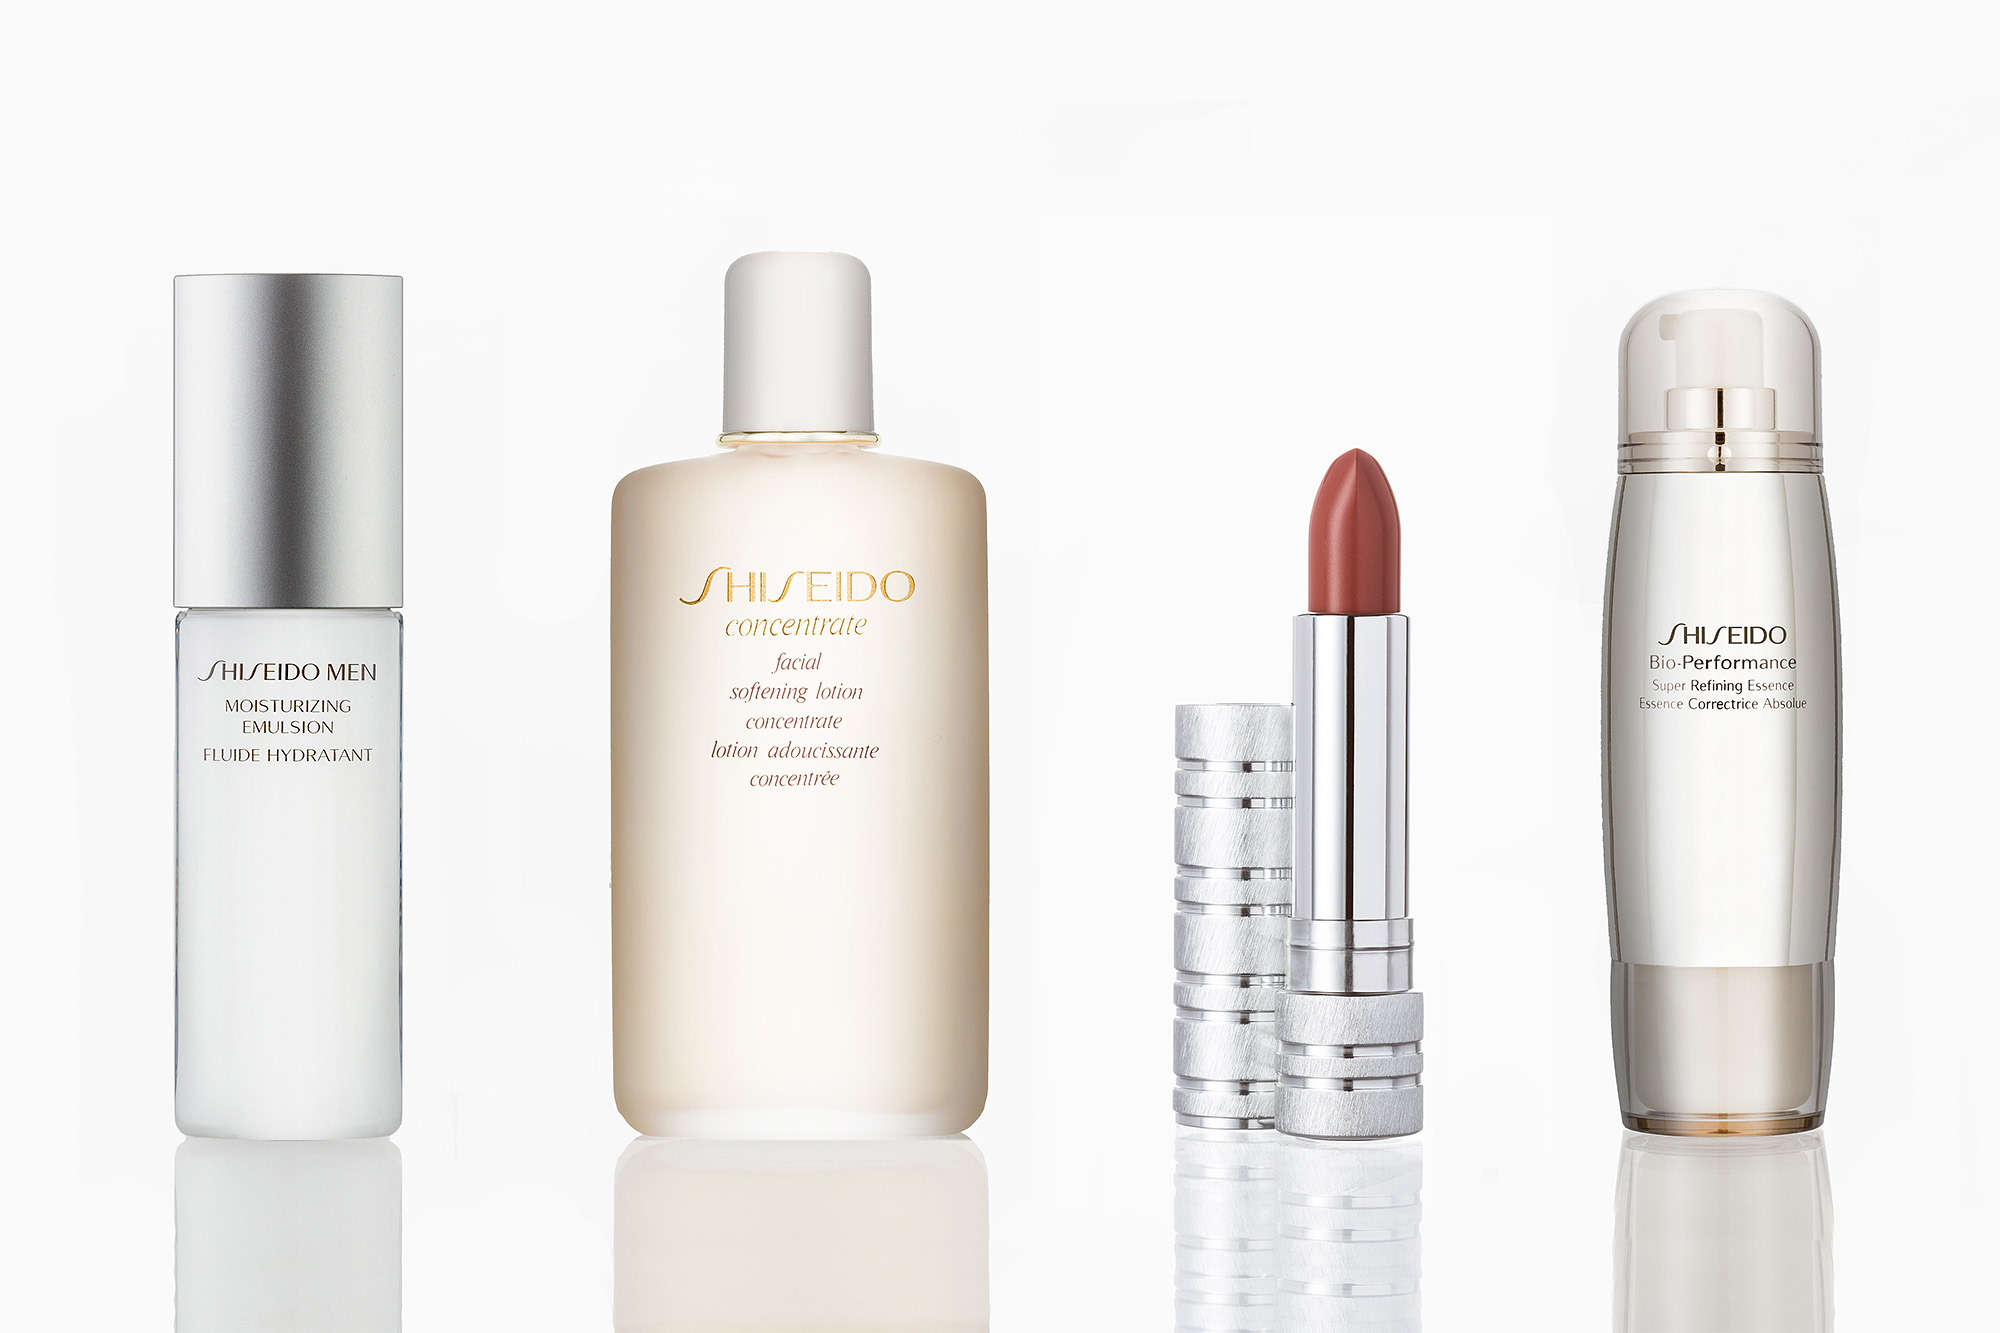 SHISEIDO MEN
MOISTURIZING
EMULSION
FLUIDE HYDRATANT
SHISEIDO
concentrate
facial
softening lotion
concentrate
lotion adoucissante
concentrée
SHISEIDO
Bio-Performance
Super Refining Essence
Essence Correctrice Absolue